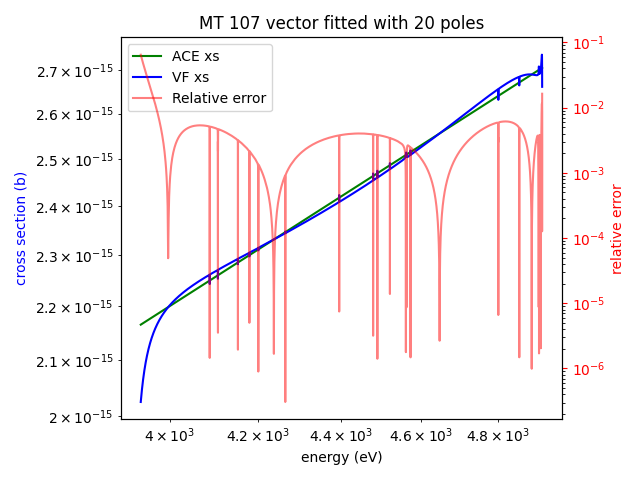 MT 107 vector fitted with 20 poles
ACE xs
VF xs
Relative error
2.7 × 10⁻¹⁵
2.6 × 10⁻¹⁵
2.5 × 10⁻¹⁵
2.4 × 10⁻¹⁵
2.3 × 10⁻¹⁵
2.2 × 10⁻¹⁵
2.1 × 10⁻¹⁵
2 × 10⁻¹⁵
cross section (b)
10⁻¹
10⁻²
10⁻³
10⁻⁴
10⁻⁵
10⁻⁶
relative error
4 × 10³ 4.2 × 10³ 4.4 × 10³ 4.6 × 10³ 4.8 × 10³
energy (eV)